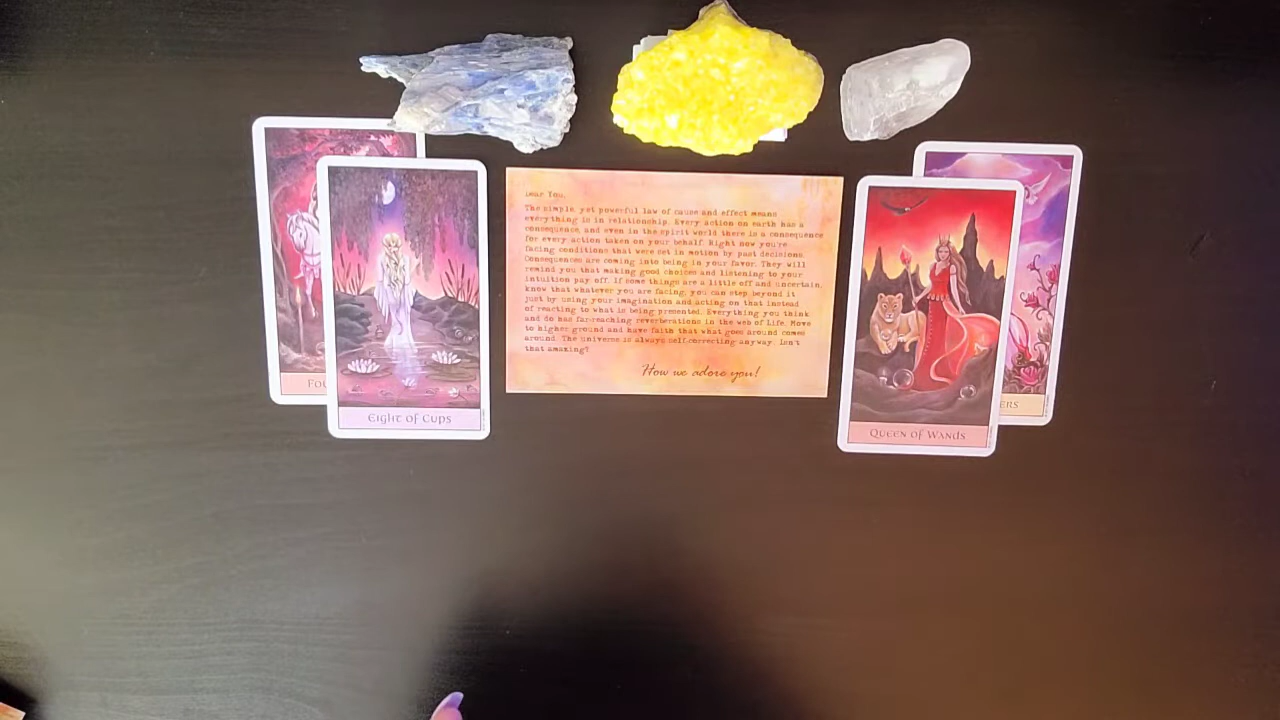 Dear You,
The simple yet powerful law of cause and effect means
everything is in relationship. Every action on earth has a
consequence, and even in the spirit world there is a consequence
for every action taken on your behalf. Right now you're
facing conditions that were set in motion by past decisions.
Consequences are coming into being in your favor. They will
remind you that making good choices and listening to your
intuition pay off. If some things are a little off and uncertain,
know that whatever you are facing, you can step beyond it
just by using your imagination and acting on that instead
of reacting to what is being presented. Everything you think
and do has far-reaching reverberations in the web of Life. Move
to higher ground and have faith that what goes around comes
around. The universe is always self-correcting anyway. Isn't
that amazing?
How we adore you!
Eight of Cups
Queen of Wands